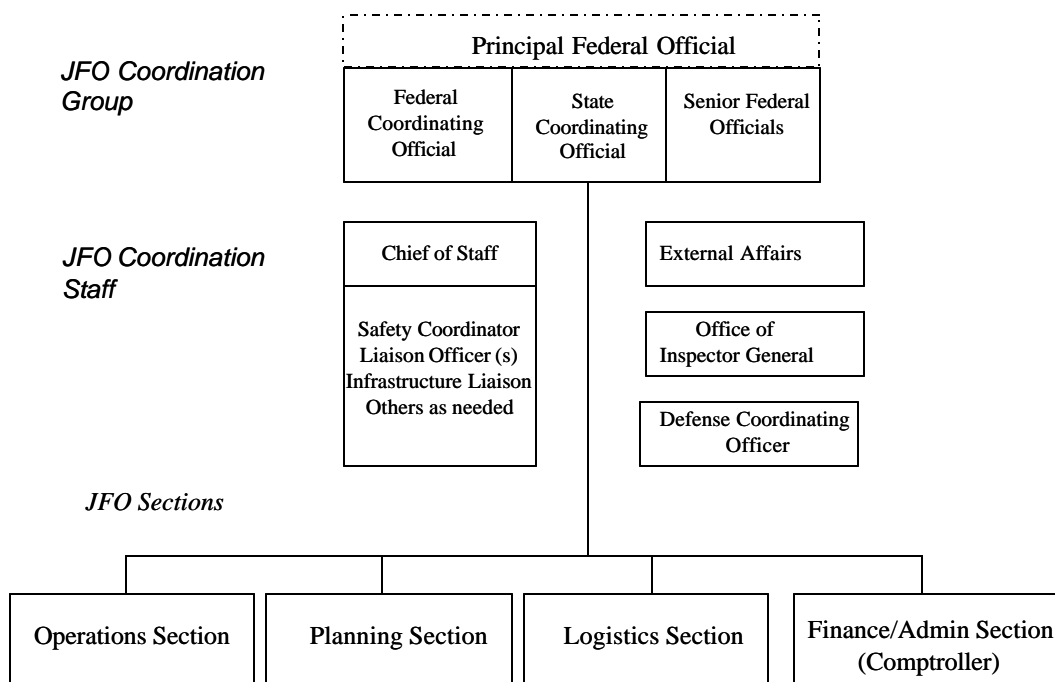 Principal Federal Official
JFO Coordination
Group
Federal
Coordinating
Official
State
Coordinating
Official
Senior Federal
Officials
JFO Coordination
Staff
Chief of Staff
Safety Coordinator
Liaison Officer (s)
Infrastructure Liaison
Others as needed
External Affairs
Office of
Inspector General
Defense Coordinating
Officer
JFO Sections
Operations Section
Planning Section
Logistics Section
Finance/Admin Section
(Comptroller)